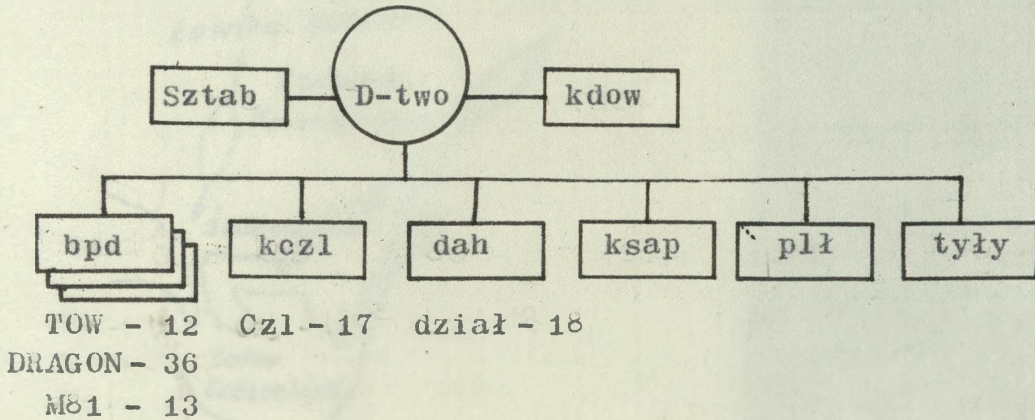 Sztab D-two kdow
bpd kczl dah ksap plł tyły
TOW - 12 Czl - 17 dział - 18
DRAGON - 36
M81 - 13